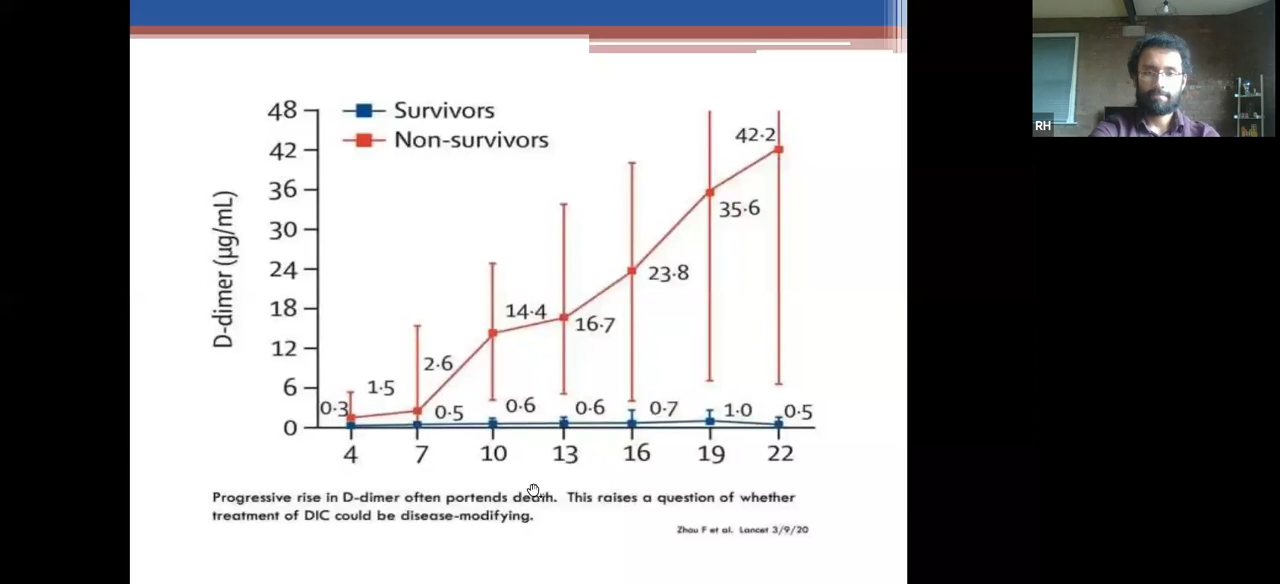 48
Survivors
Non-survivors
42
36
30
24
18
12
6
0
D-dimer (µg/mL)
0·3
1·5
2·6
14·4
16·7
23·8
35·6
42·2
0·5
0·6
0·6
0·7
1·0
0·5
4 7 10 13 16 19 22
Progressive rise in D-dimer often portends death. This raises a question of whether
treatment of DIC could be disease-modifying.
Zhou F et al. Lancet 3/9/20
RH